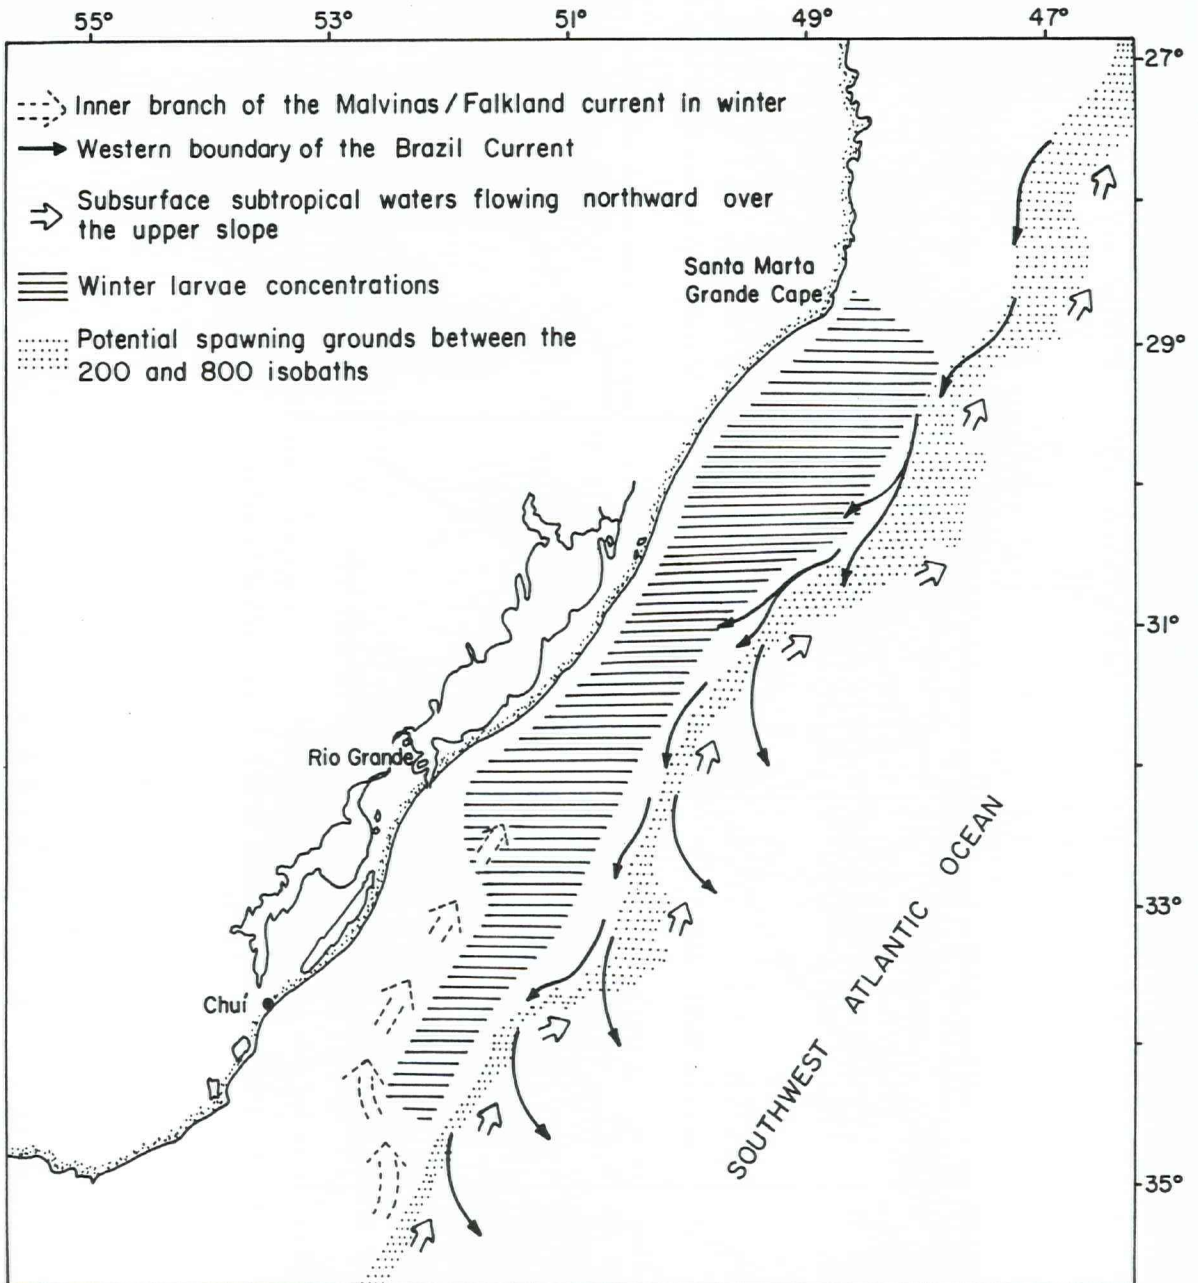 55° 53° 51° 49° 47°
27°
Inner branch of the Malvinas/Falkland current in winter
Western boundary of the Brazil Current
Subsurface subtropical waters flowing northward over
the upper slope
Santa Marta
Grande Cape
Winter larvae concentrations
Potential spawning grounds between the
200 and 800 isobaths
29°
31°
Rio Grande
33°
Chuí
SOUTHWEST ATLANTIC OCEAN
35°